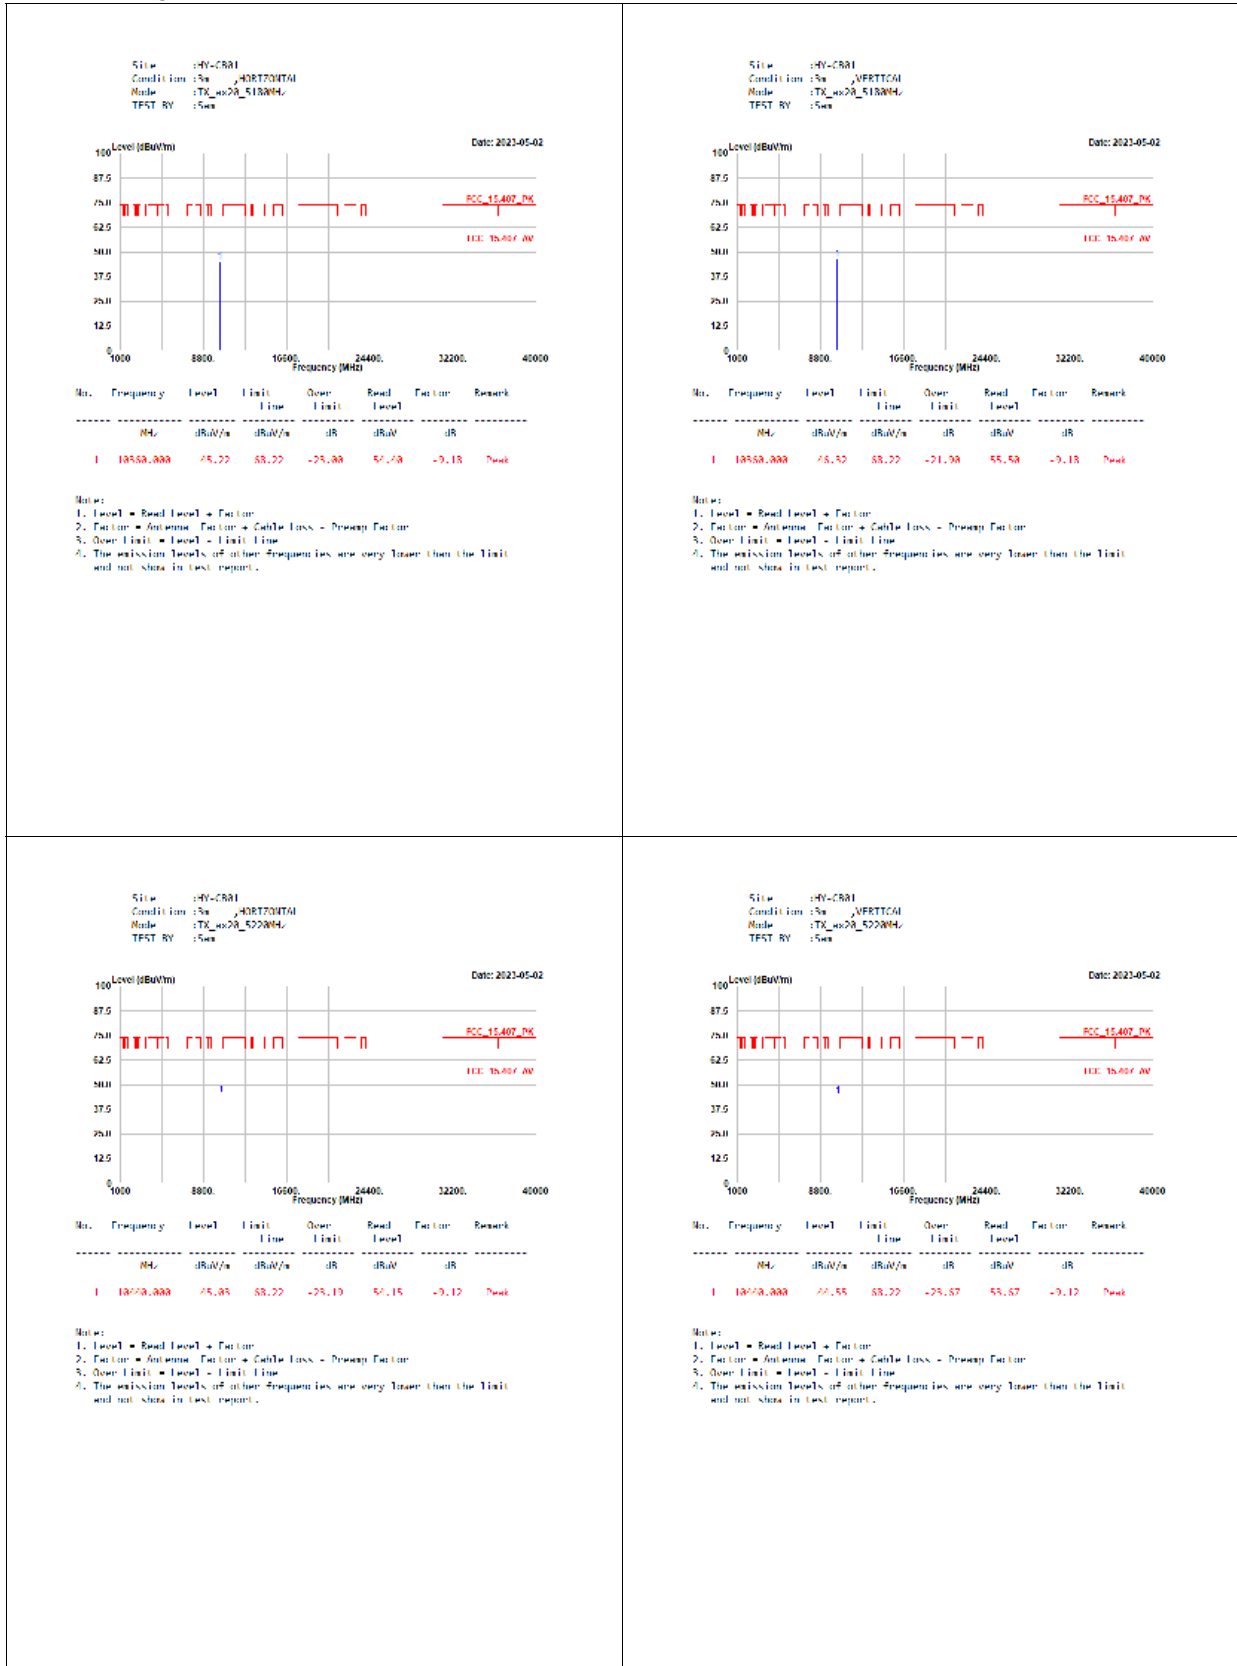 Site :HY-CB01
Condition :3m ,HORIZONTAL
Mode :TX_ax20_5180MHz
TEST BY :Sam
Date: 2023-05-02
Level (dBuV/m)
100
87.5
75.0
FCC_15.407_PK
62.5
FCC_15.407_AV
50.0
1
37.5
25.0
12.5
0
1000 8800. 16600. 24400. 32200. 40000
Frequency (MHz)
No. Frequency Level Limit Over Read Factor Remark
Line Limit Level
MHz dBuV/m dBuV/m dB dBuV dB
1 10360.000 45.22 68.22 -23.00 54.40 -9.18 Peak
Note:
1. Level = Read Level + Factor
2. Factor = Antenna Factor + Cable Loss - Preamp Factor
3. Over Limit = Level - Limit Line
4. The emission levels of other frequencies are very lower than the limit
and not show in test report.
Site :HY-CB01
Condition :3m ,VERTICAL
Mode :TX_ax20_5180MHz
TEST BY :Sam
Date: 2023-05-02
Level (dBuV/m)
100
87.5
75.0
FCC_15.407_PK
62.5
FCC_15.407_AV
50.0
1
37.5
25.0
12.5
0
1000 8800. 16600. 24400. 32200. 40000
Frequency (MHz)
No. Frequency Level Limit Over Read Factor Remark
Line Limit Level
MHz dBuV/m dBuV/m dB dBuV dB
1 10360.000 46.32 68.22 -21.90 55.50 -9.18 Peak
Note:
1. Level = Read Level + Factor
2. Factor = Antenna Factor + Cable Loss - Preamp Factor
3. Over Limit = Level - Limit Line
4. The emission levels of other frequencies are very lower than the limit
and not show in test report.
Site :HY-CB01
Condition :3m ,HORIZONTAL
Mode :TX_ax20_5220MHz
TEST BY :Sam
Date: 2023-05-02
Level (dBuV/m)
100
87.5
75.0
FCC_15.407_PK
62.5
FCC_15.407_AV
50.0
1
37.5
25.0
12.5
0
1000 8800. 16600. 24400. 32200. 40000
Frequency (MHz)
No. Frequency Level Limit Over Read Factor Remark
Line Limit Level
MHz dBuV/m dBuV/m dB dBuV dB
1 10440.000 45.03 68.22 -23.19 54.15 -9.12 Peak
Note:
1. Level = Read Level + Factor
2. Factor = Antenna Factor + Cable Loss - Preamp Factor
3. Over Limit = Level - Limit Line
4. The emission levels of other frequencies are very lower than the limit
and not show in test report.
Site :HY-CB01
Condition :3m ,VERTICAL
Mode :TX_ax20_5220MHz
TEST BY :Sam
Date: 2023-05-02
Level (dBuV/m)
100
87.5
75.0
FCC_15.407_PK
62.5
FCC_15.407_AV
50.0
1
37.5
25.0
12.5
0
1000 8800. 16600. 24400. 32200. 40000
Frequency (MHz)
No. Frequency Level Limit Over Read Factor Remark
Line Limit Level
MHz dBuV/m dBuV/m dB dBuV dB
1 10440.000 44.55 68.22 -23.67 53.67 -9.12 Peak
Note:
1. Level = Read Level + Factor
2. Factor = Antenna Factor + Cable Loss - Preamp Factor
3. Over Limit = Level - Limit Line
4. The emission levels of other frequencies are very lower than the limit
and not show in test report.